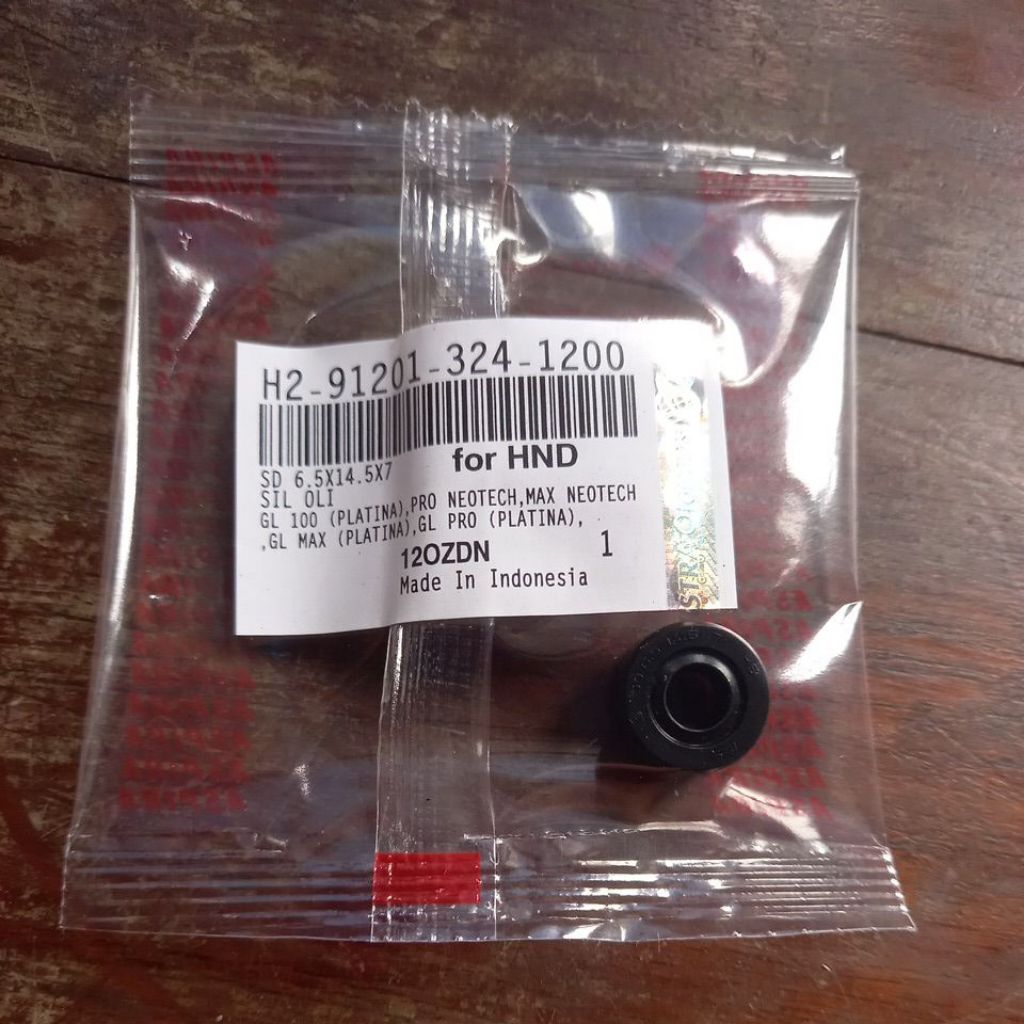 H2-91201-324-1200
for HND
SD 6.5X14.5X7
SIL OLI
GL 100 (PLATINA),PRO NEOTECH,MAX NEOTECH
,GL MAX (PLATINA),GL PRO (PLATINA),
12OZDN 1
Made In Indonesia
ASPIRA